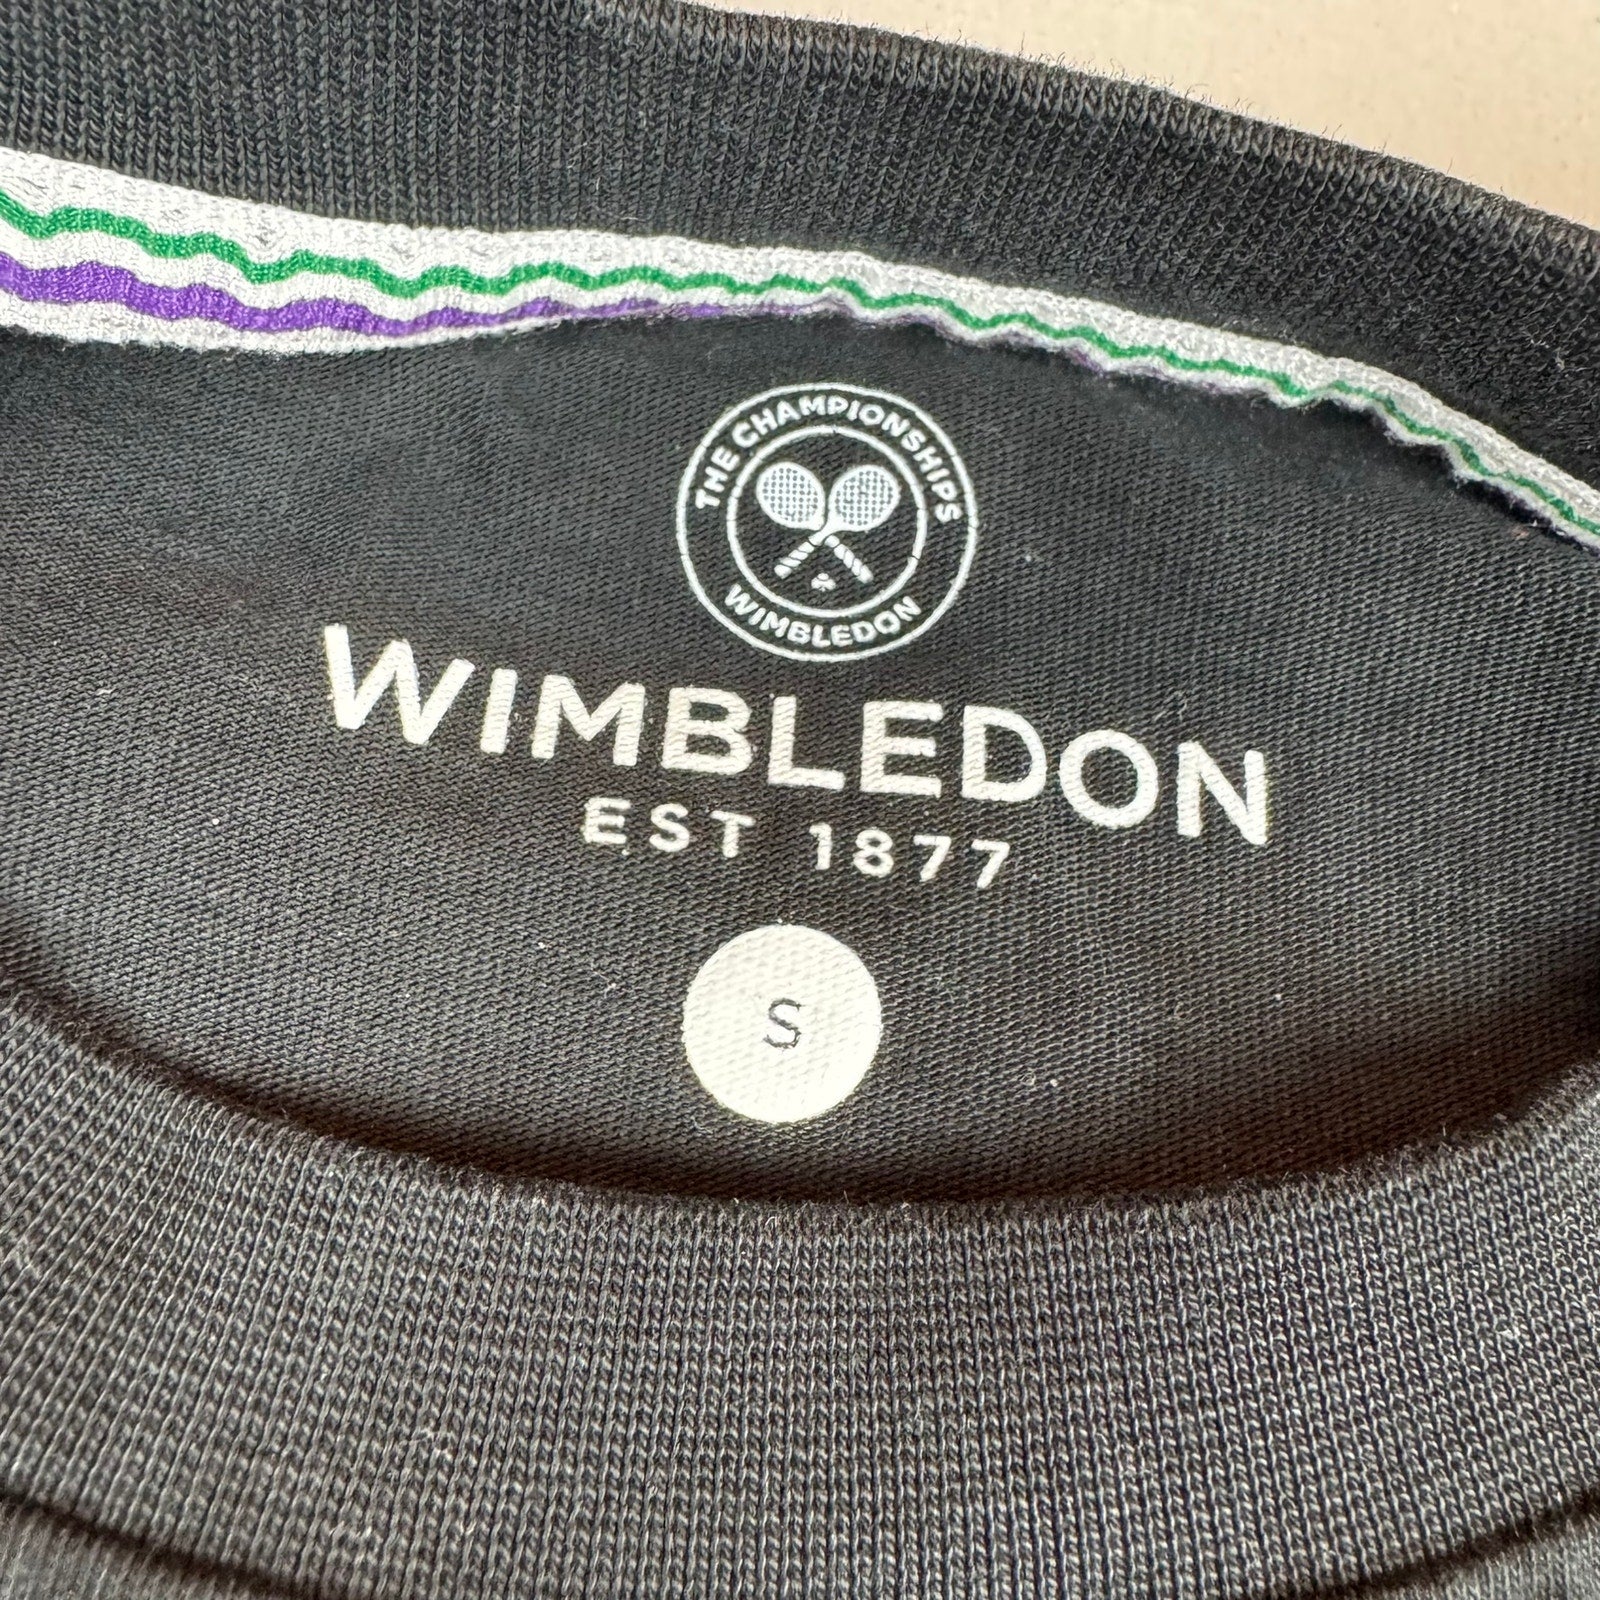 THE CHAMPIONSHIPS
WIMBLEDON
WIMBLEDON
EST 1877
S